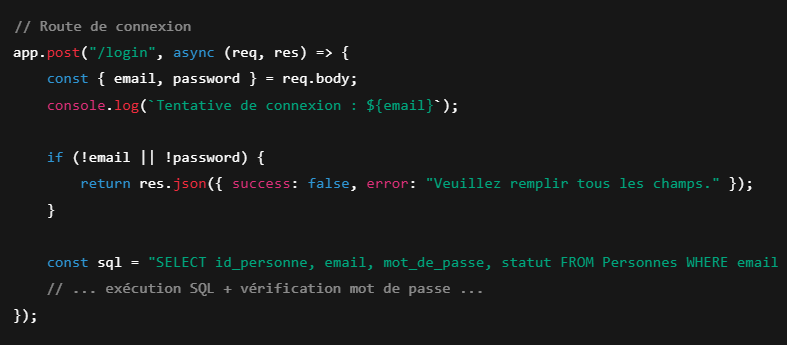 // Route de connexion
app.post("/login", async (req, res) => {
    const { email, password } = req.body;
    console.log(`Tentative de connexion : ${email}`);

    if (!email || !password) {
        return res.json({ success: false, error: "Veuillez remplir tous les champs." });
    }

    const sql = "SELECT id_personne, email, mot_de_passe, statut FROM Personnes WHERE email
    // ... exécution SQL + vérification mot de passe ...
});